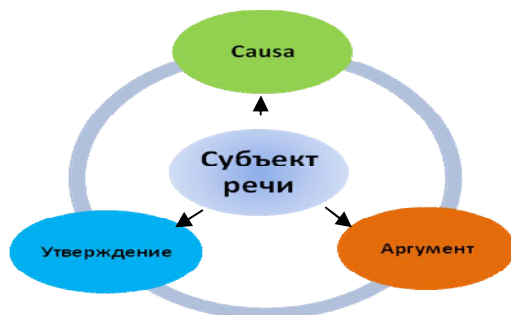 Causa
Субъект
речи
Утверждение
Аргумент